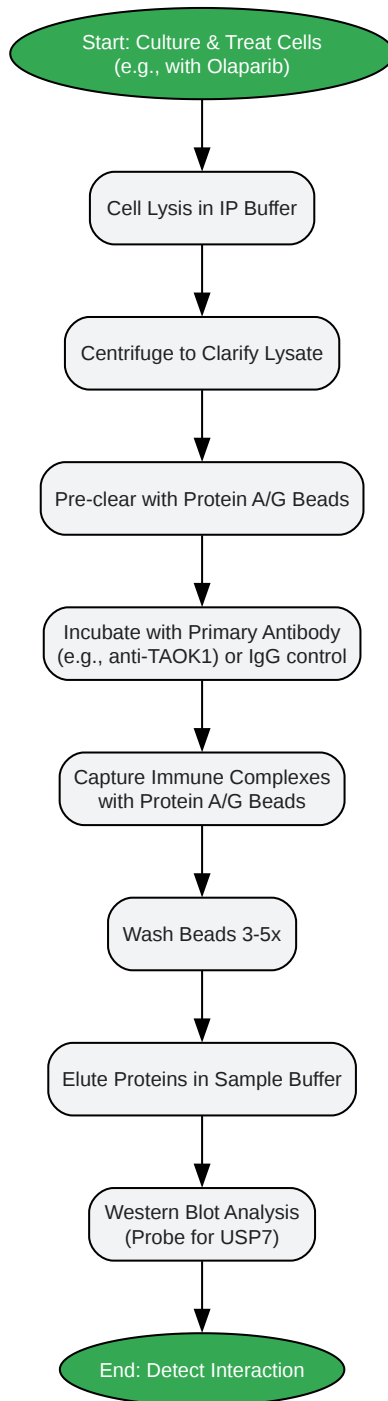 Start: Culture & Treat Cells
(e.g., with Olaparib)
Cell Lysis in IP Buffer
Centrifuge to Clarify Lysate
Pre-clear with Protein A/G Beads
Incubate with Primary Antibody
(e.g., anti-TAOK1) or IgG control
Capture Immune Complexes
with Protein A/G Beads
Wash Beads 3-5x
Elute Proteins in Sample Buffer
Western Blot Analysis
(Probe for USP7)
End: Detect Interaction